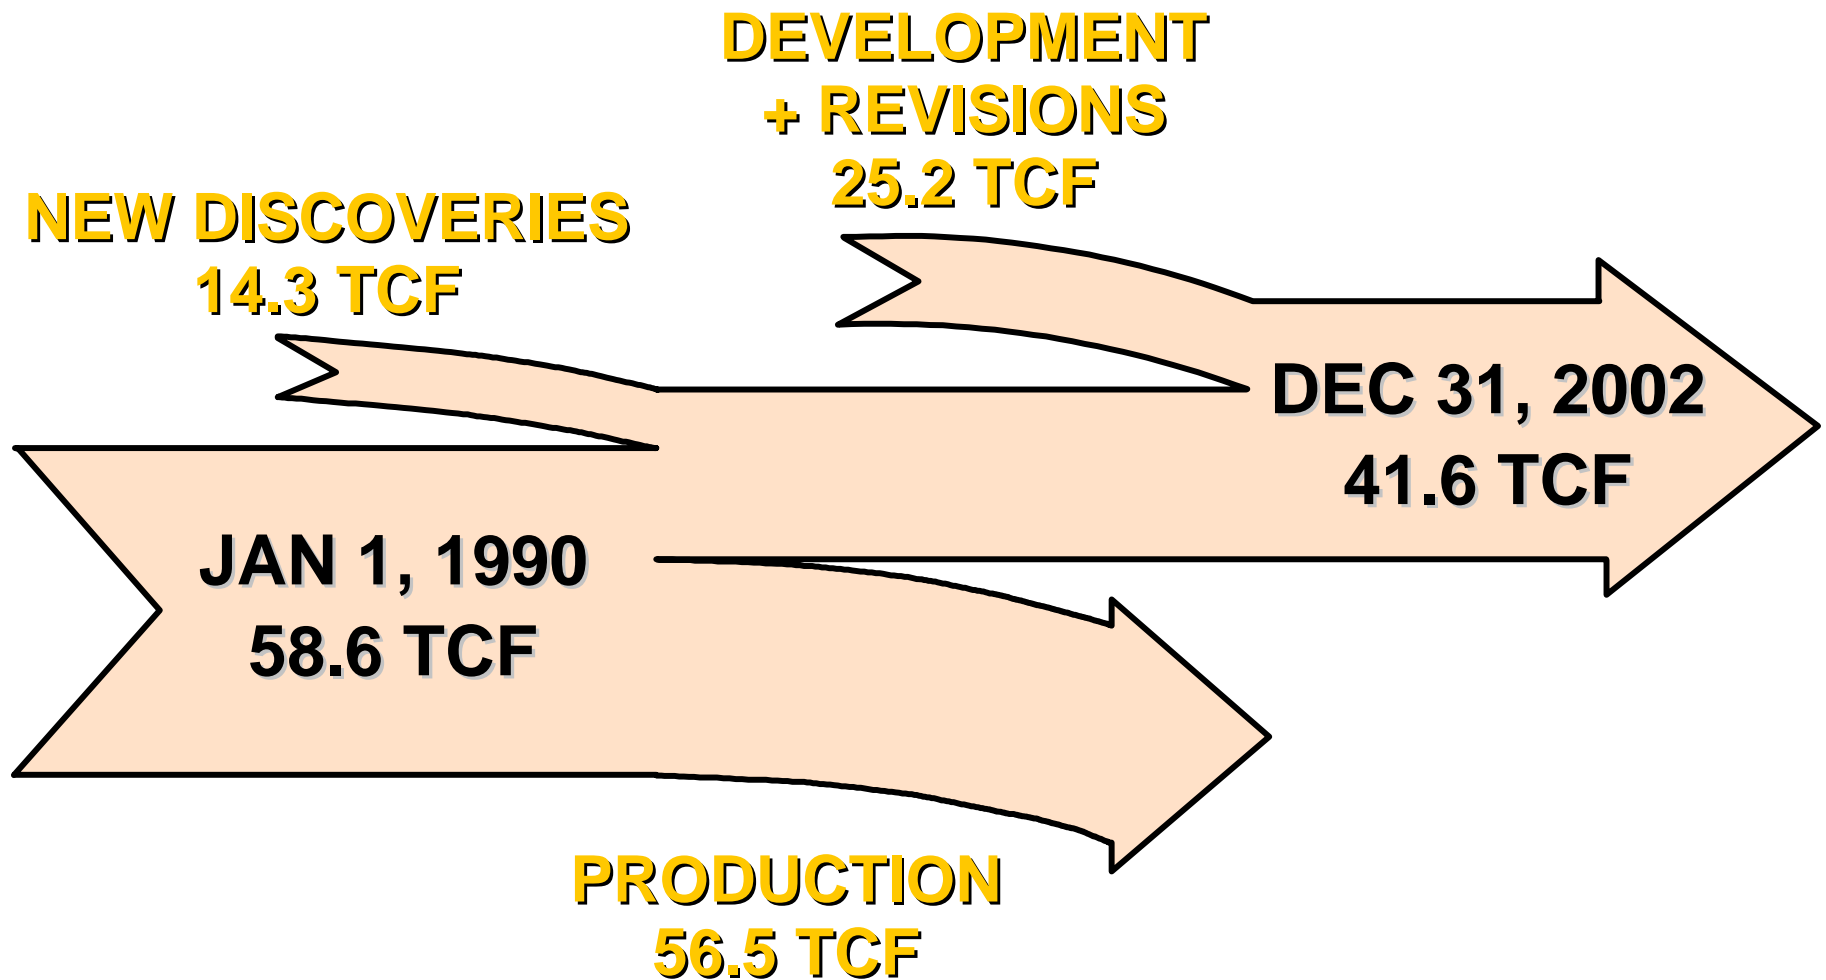 DEVELOPMENT
+ REVISIONS
25.2 TCF
NEW DISCOVERIES
14.3 TCF
DEC 31, 2002
41.6 TCF
JAN 1, 1990
58.6 TCF
PRODUCTION
56.5 TCF